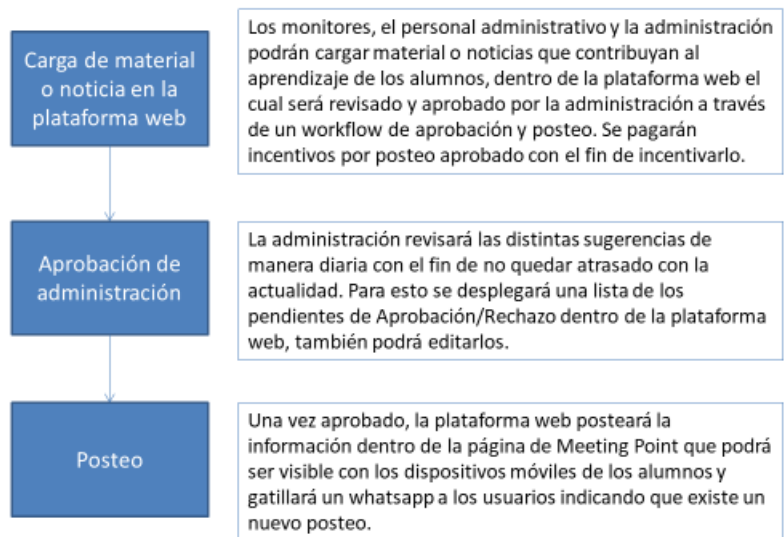 Carga de material
o noticia en la
plataforma web
Los monitores, el personal administrativo y la administración
podrán cargar material o noticias que contribuyan al
aprendizaje de los alumnos, dentro de la plataforma web el
cual será revisado y aprobado por la administración a través
de un workflow de aprobación y posteo. Se pagarán
incentivos por posteo aprobado con el fin de incentivarlo.
Aprobación de
administración
La administración revisará las distintas sugerencias de
manera diaria con el fin de no quedar atrasado con la
actualidad. Para esto se desplegará una lista de los
pendientes de Aprobación/Rechazo dentro de la plataforma
web, también podrá editarlos.
Posteo
Una vez aprobado, la plataforma web posteará la
información dentro de la página de Meeting Point que podrá
ser visible con los dispositivos móviles de los alumnos y
gatillará un whatsapp a los usuarios indicando que existe un
nuevo posteo.